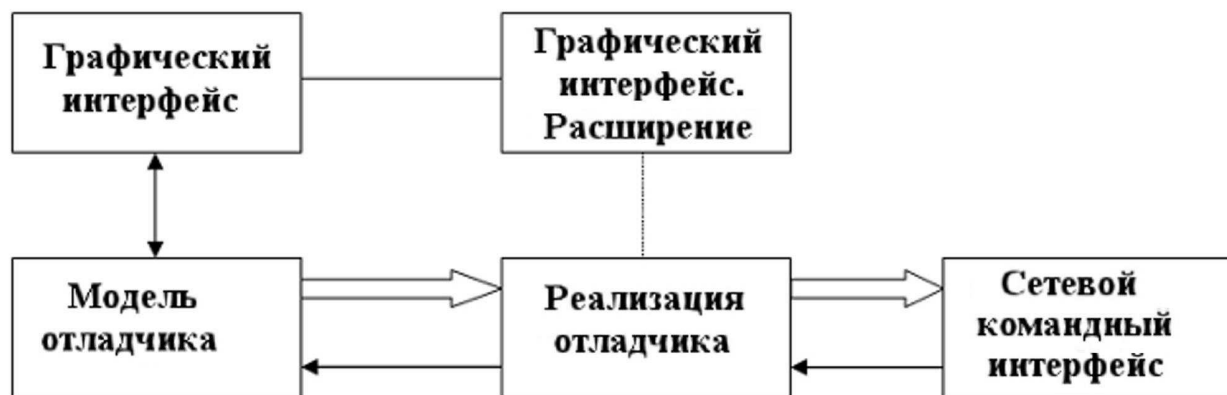 Графический
интерфейс
Графический
интерфейс.
Расширение
Модель
отладчика
Реализация
отладчика
Сетевой
командный
интерфейс